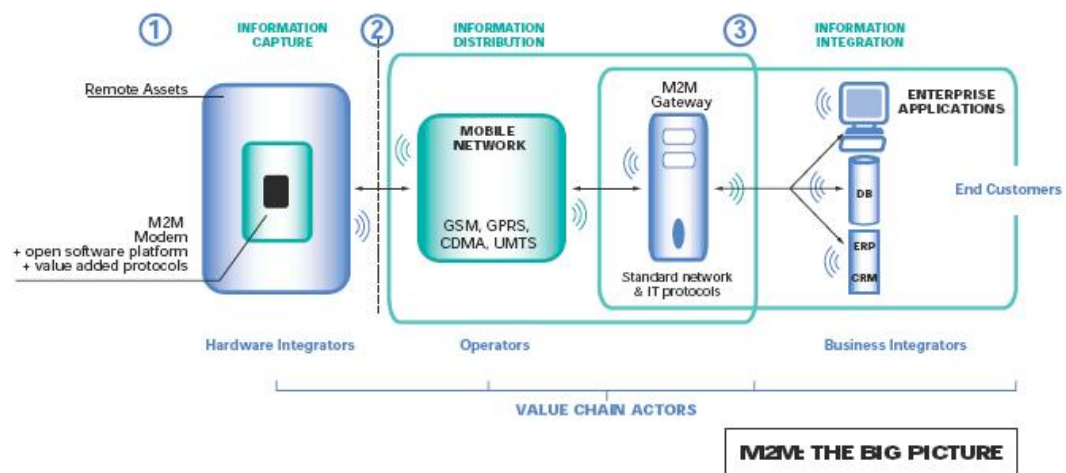 1
INFORMATION
CAPTURE
2
INFORMATION
DISTRIBUTION
3
INFORMATION
INTEGRATION
Remote Assets
M2M
Modem
+ open software platform
+ value added protocols
MOBILE
NETWORK
GSM, GPRS,
CDMA, UMTS
M2M
Gateway
Standard network
& IT protocols
ENTERPRISE
APPLICATIONS
DB
ERP
CRM
End Customers
Hardware Integrators
Operators
Business Integrators
VALUE CHAIN ACTORS
M2M: THE BIG PICTURE